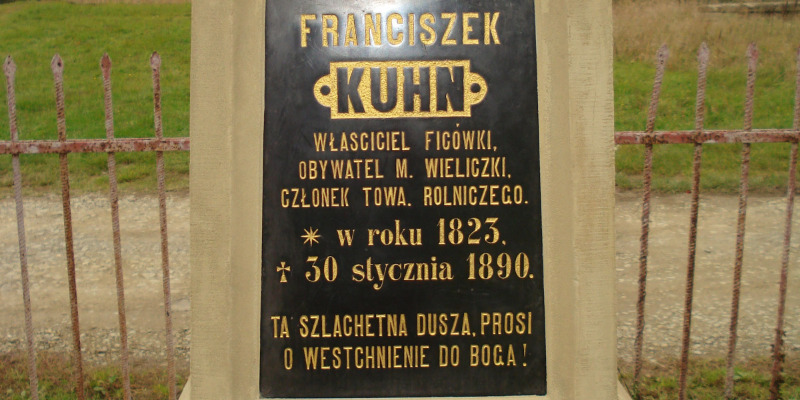 FRANCISZEK
KUHN
WŁASCICIEL FIGÓWKI,
OBYWATEL M. WIELICZKI,
CZŁONEK TOWA. ROLNICZEGO.
* w roku 1823.
† 30 stycznia 1890.
TA SZLACHETNA DUSZA, PROSI
O WESTCHNIENIE DO BOGA!